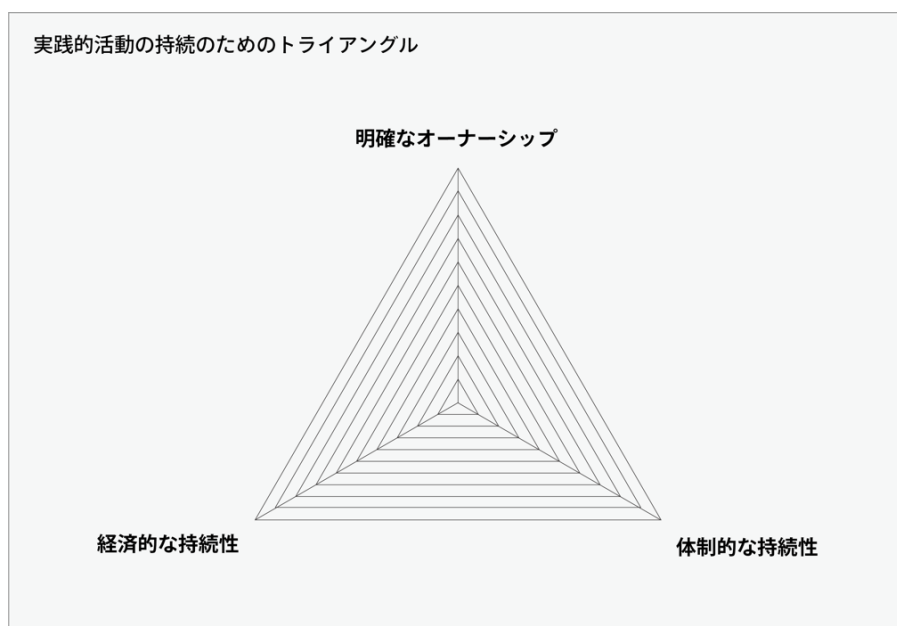 実践的活動の持続のためのトライアングル
明確なオーナーシップ
経済的な持続性
体制的な持続性